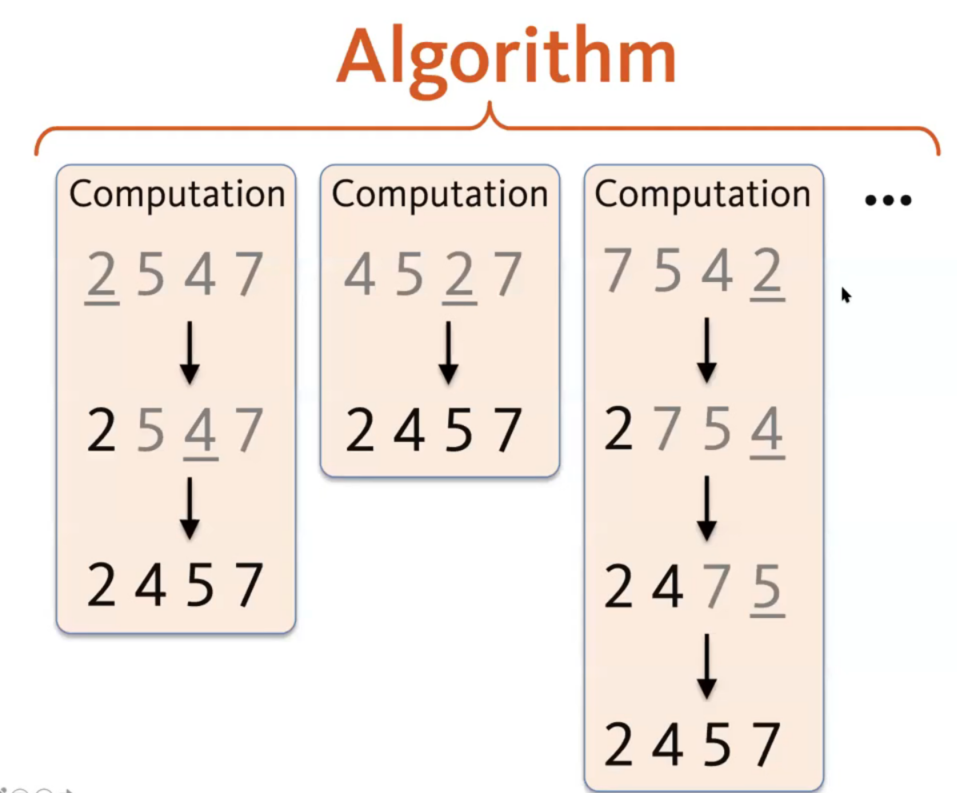 Algorithm
Computation
2 5 4 7
2 5 4 7
2 4 5 7
Computation
4 5 2 7
2 4 5 7
Computation
7 5 4 2
2 7 5 4
2 4 7 5
2 4 5 7
...